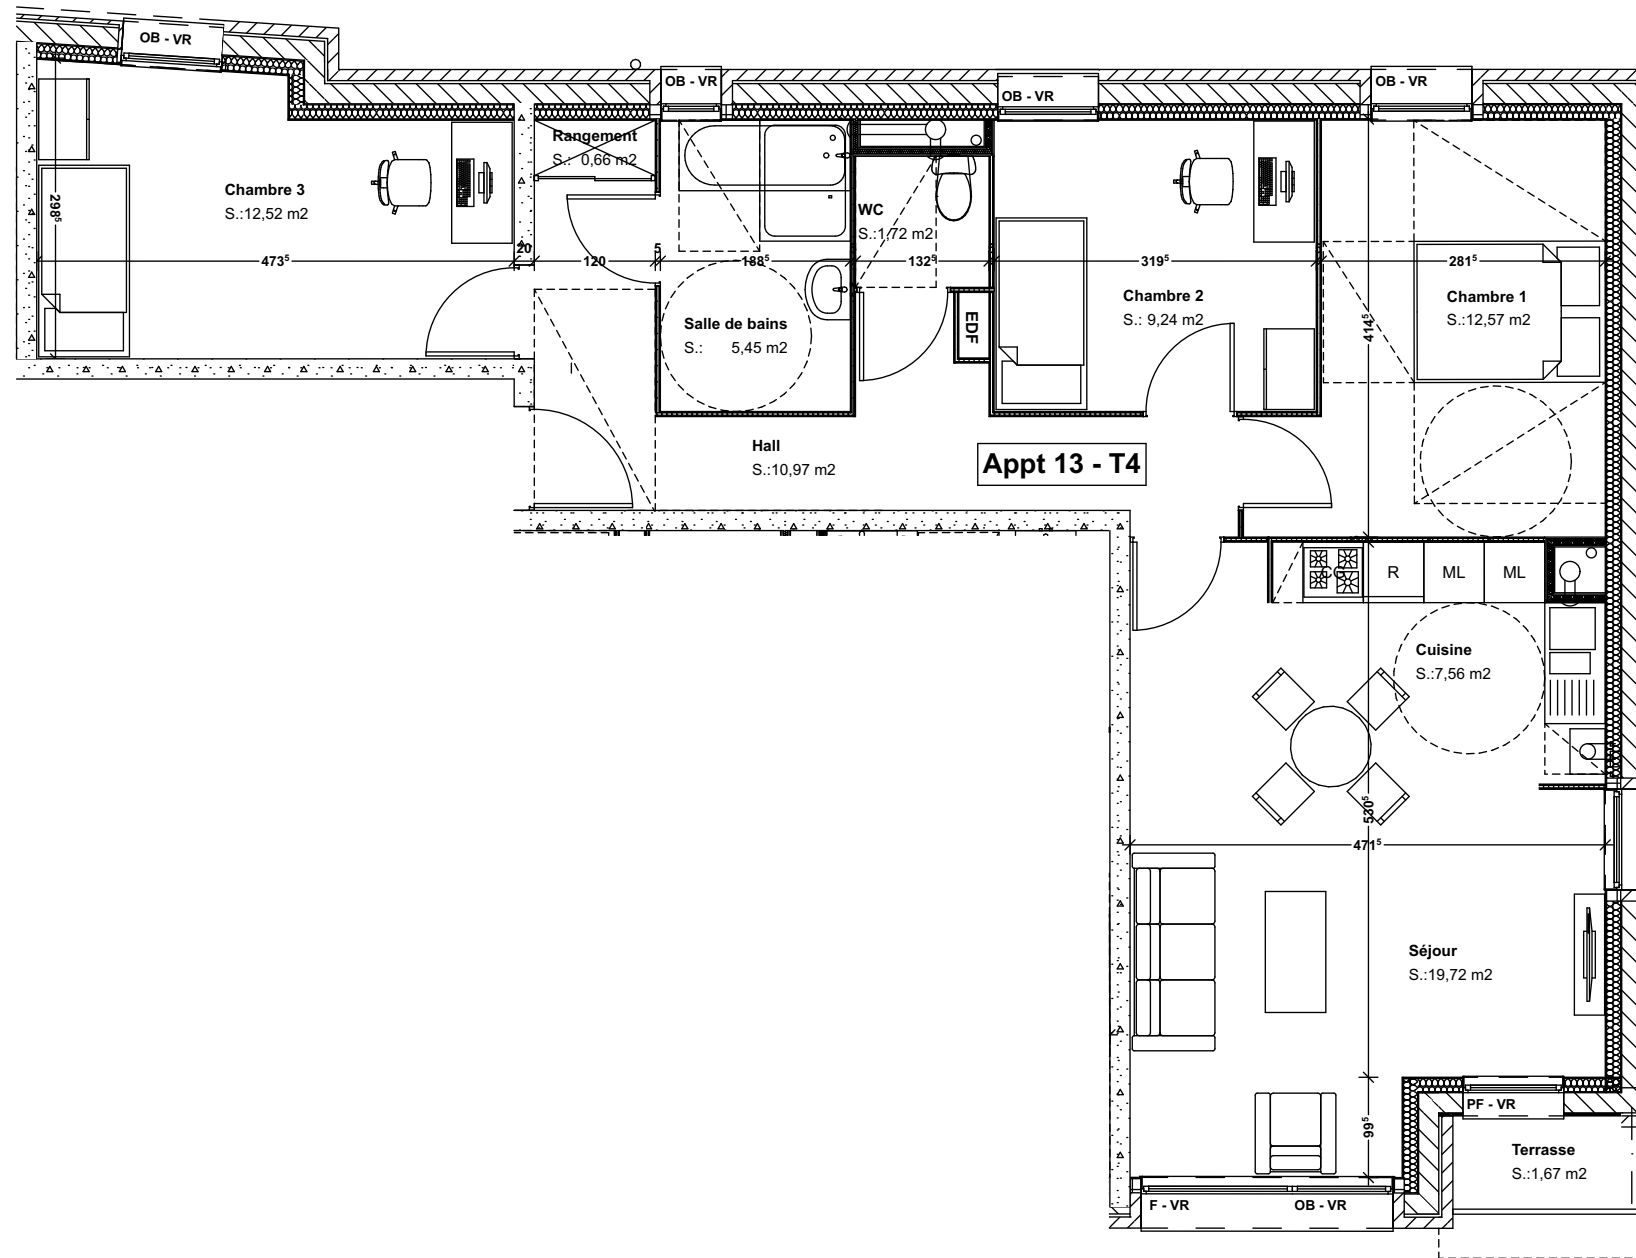 OB - VR
OB - VR
OB - VR
OB - VR
Rangement
S.: 0,66 m2
Chambre 3
S.:12,52 m2
298⁵
WC
S.:1,72 m2
473⁵
20
120
5
188⁵
132⁵
319⁵
281⁵
Chambre 2
S.: 9,24 m2
Chambre 1
S.:12,57 m2
Salle de bains
S.: 5,45 m2
EDF
414⁵
Hall
S.:10,97 m2
Appt 13 - T4
CG
R
ML
ML
Cuisine
S.:7,56 m2
530⁵
471⁵
Séjour
S.:19,72 m2
PF - VR
99⁵
Terrasse
S.:1,67 m2
F - VR
OB - VR